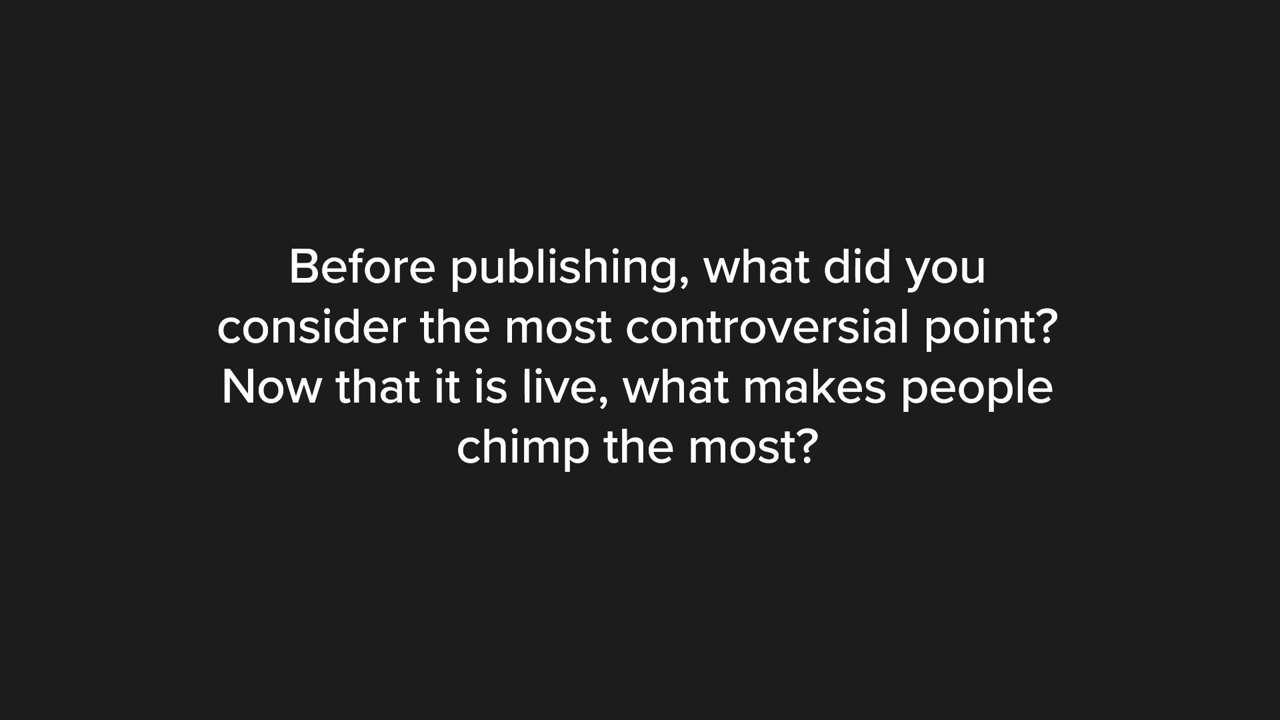 Before publishing, what did you
consider the most controversial point?
Now that it is live, what makes people
chimp the most?